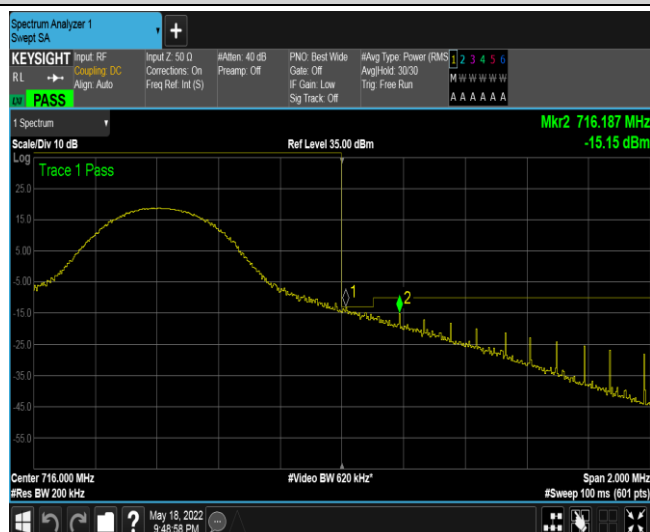 Spectrum Analyzer 1
Swept SA
+
KEYSIGHT Input: RF
RL Coupling: DC
Align: Auto
LXI PASS
Input Z: 50 Ω
Corrections: On
Freq Ref: Int (S)
#Atten: 40 dB
Preamp: Off
PNO: Best Wide
Gate: Off
IF Gain: Low
Sig Track: Off
#Avg Type: Power (RMS
Avg|Hold: 30/30
Trig: Free Run
1 2 3 4 5 6
M W W W W W
A A A A A A
1 Spectrum
Scale/Div 10 dB
Ref Level 35.00 dBm
Mkr2 716.187 MHz
-15.15 dBm
Log
Trace 1 Pass
25.0
15.0
5.00
-5.00
1
2
-15.0
-25.0
-35.0
-45.0
-55.0
Center 716.000 MHz
#Video BW 620 kHz*
Span 2.000 MHz
#Res BW 200 kHz
#Sweep 100 ms (601 pts)
?
May 18, 2022
9:48:58 PM